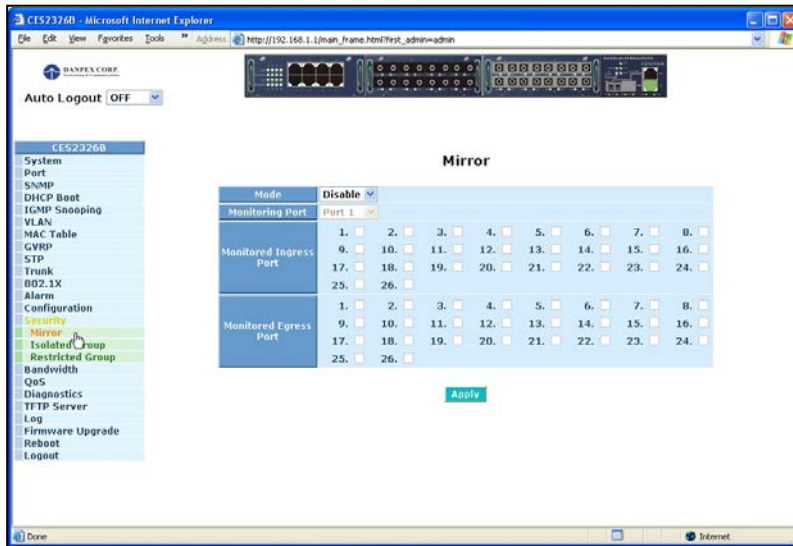 CES2326B - Microsoft Internet Explorer
File Edit View Favorites Tools » Address http://192.168.1.1/main_frame.html?first_admin=admin
DANPEX CORP.
Auto Logout OFF
CES2326B
System
Port
SNMP
DHCP Boot
IGMP Snooping
VLAN
MAC Table
GVRP
STP
Trunk
802.1X
Alarm
Configuration
Security
Mirror
Isolated Group
Restricted Group
Bandwidth
QoS
Diagnostics
TFTP Server
Log
Firmware Upgrade
Reboot
Logout
Mirror
Mode Disable
Monitoring Port Port 1
Monitored Ingress Port
1. 2. 3. 4. 5. 6. 7. 8.
9. 10. 11. 12. 13. 14. 15. 16.
17. 18. 19. 20. 21. 22. 23. 24.
25. 26.
Monitored Egress Port
1. 2. 3. 4. 5. 6. 7. 8.
9. 10. 11. 12. 13. 14. 15. 16.
17. 18. 19. 20. 21. 22. 23. 24.
25. 26.
Apply
Done Internet